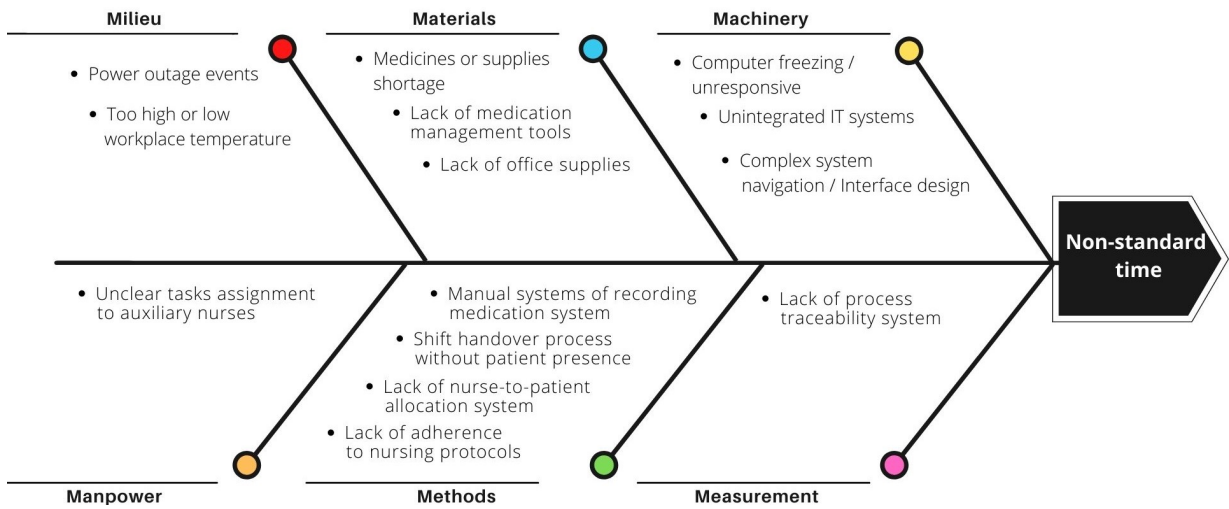 Milieu
Materials
Machinery
• Power outage events
• Too high or low
workplace temperature
• Medicines or supplies
shortage
• Lack of medication
management tools
• Lack of office supplies
• Computer freezing /
unresponsive
• Unintegrated IT systems
• Complex system
navigation / Interface design
Non-standard
time
• Unclear tasks assignment
to auxiliary nurses
• Manual systems of recording
medication system
• Shift handover process
without patient presence
• Lack of nurse-to-patient
allocation system
• Lack of adherence
to nursing protocols
• Lack of process
traceability system
Manpower
Methods
Measurement